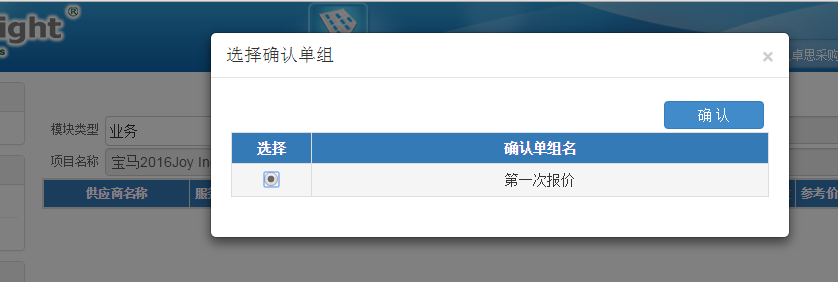 ight®
s
卓思采购
选择确认单组
×
确 认
选择 确认单组名
第一次报价
模块类型 业务
项目名称 宝马2016Joy In
供应商名称 服 参考价